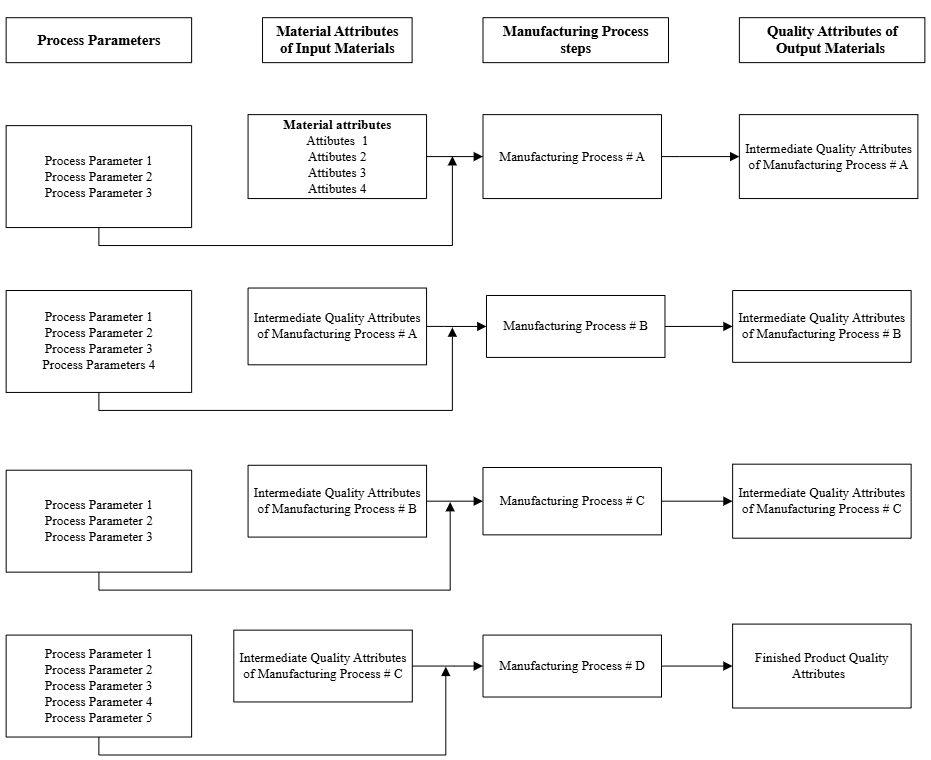 Process Parameters
Material Attributes
of Input Materials
Manufacturing Process
steps
Quality Attributes of
Output Materials
Process Parameter 1
Process Parameter 2
Process Parameter 3
Material attributes
Attibutes 1
Attibutes 2
Attibutes 3
Attibutes 4
Manufacturing Process # A
Intermediate Quality Attributes
of Manufacturing Process # A
Process Parameter 1
Process Parameter 2
Process Parameter 3
Process Parameters 4
Intermediate Quality Attributes
of Manufacturing Process # A
Manufacturing Process # B
Intermediate Quality Attributes
of Manufacturing Process # B
Process Parameter 1
Process Parameter 2
Process Parameter 3
Intermediate Quality Attributes
of Manufacturing Process # B
Manufacturing Process # C
Intermediate Quality Attributes
of Manufacturing Process # C
Process Parameter 1
Process Parameter 2
Process Parameter 3
Process Parameter 4
Process Parameter 5
Intermediate Quality Attributes
of Manufacturing Process # C
Manufacturing Process # D
Finished Product Quality
Attributes